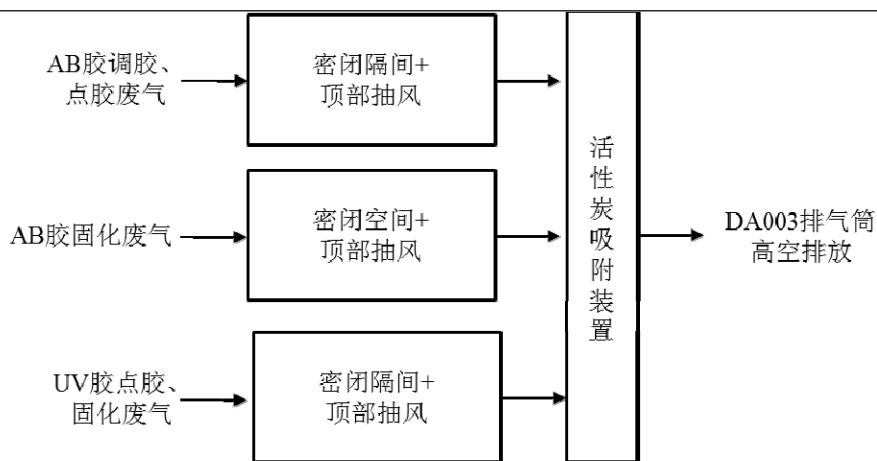 AB胶调胶、
点胶废气
密闭隔间+
顶部抽风
AB胶固化废气
密闭空间+
顶部抽风
UV胶点胶、
固化废气
密闭隔间+
顶部抽风
活性炭吸附装置
DA003排气筒
高空排放